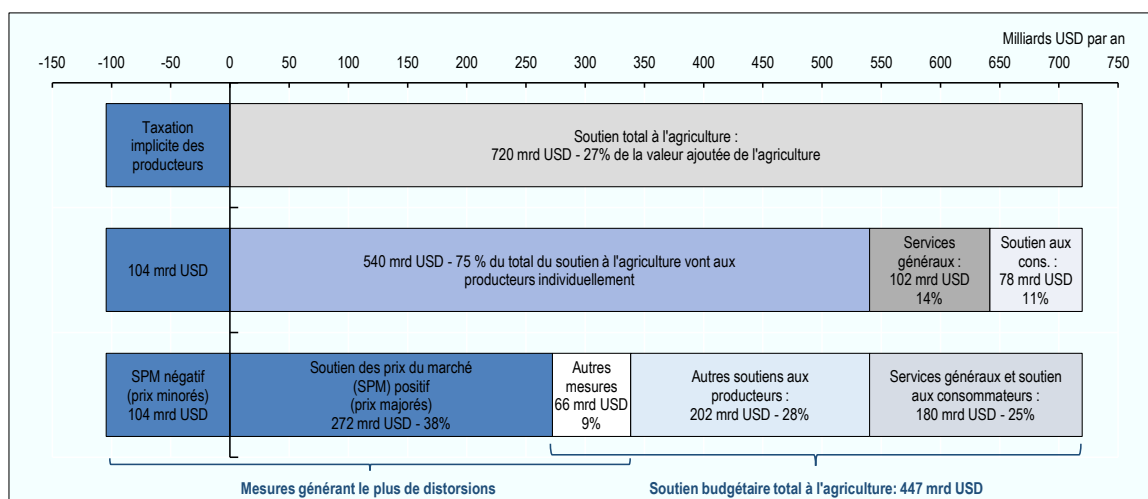 Milliards USD par an
-150 -100 -50 0 50 100 150 200 250 300 350 400 450 500 550 600 650 700 750
Taxation
implicite des
producteurs
Soutien total à l'agriculture :
720 mrd USD - 27% de la valeur ajoutée de l'agriculture
104 mrd USD
540 mrd USD - 75 % du total du soutien à l'agriculture vont aux
producteurs individuellement
Services
généraux :
102 mrd USD
14%
Soutien aux
cons. :
78 mrd USD
11%
SPM négatif
(prix minorés)
104 mrd USD
Soutien des prix du marché
(SPM) positif
(prix majorés)
272 mrd USD - 38%
Autres
mesures
66 mrd USD
9%
Autres soutiens aux
producteurs :
202 mrd USD - 28%
Services généraux et soutien
aux consommateurs :
180 mrd USD - 25%
Mesures générant le plus de distorsions
Soutien budgétaire total à l'agriculture: 447 mrd USD